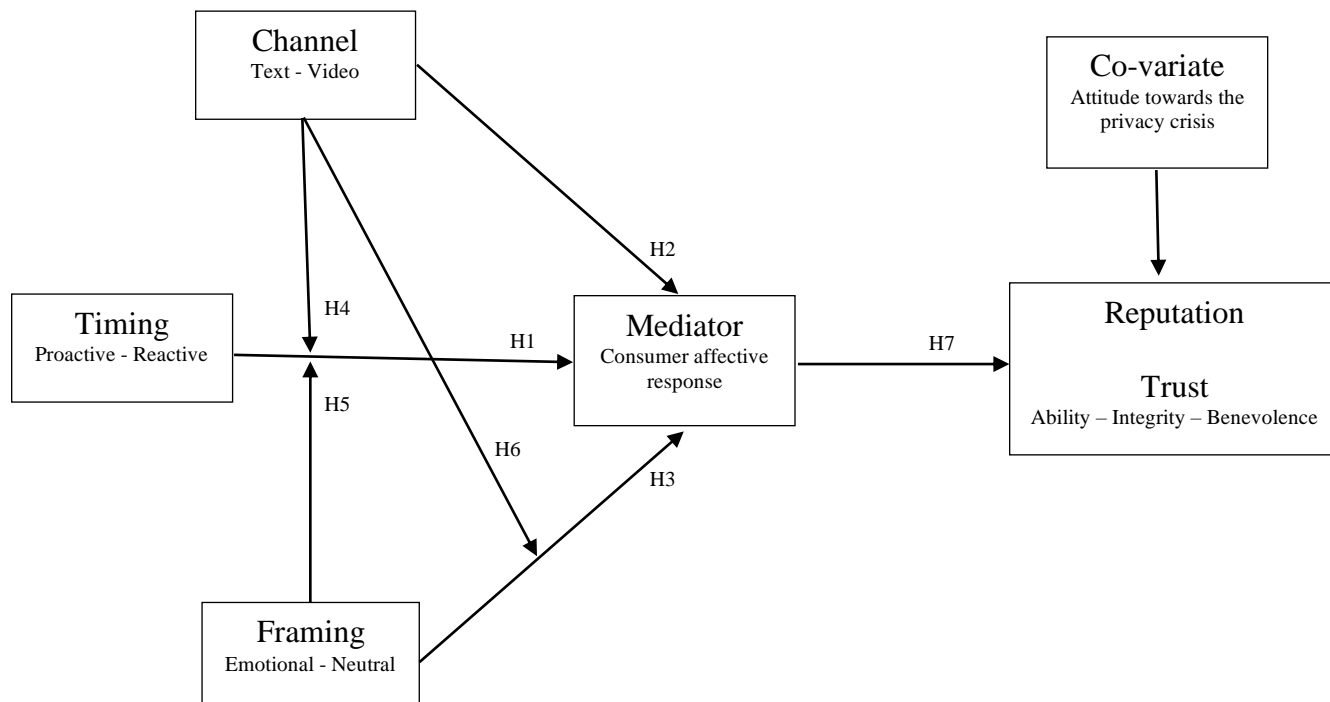 Channel
Text - Video
Co-variate
Attitude towards the
privacy crisis
H2
Timing
Proactive - Reactive
H4
H1
H5
Mediator
Consumer affective
response
H7
Reputation
Trust
Ability – Integrity – Benevolence
H6
H3
Framing
Emotional - Neutral